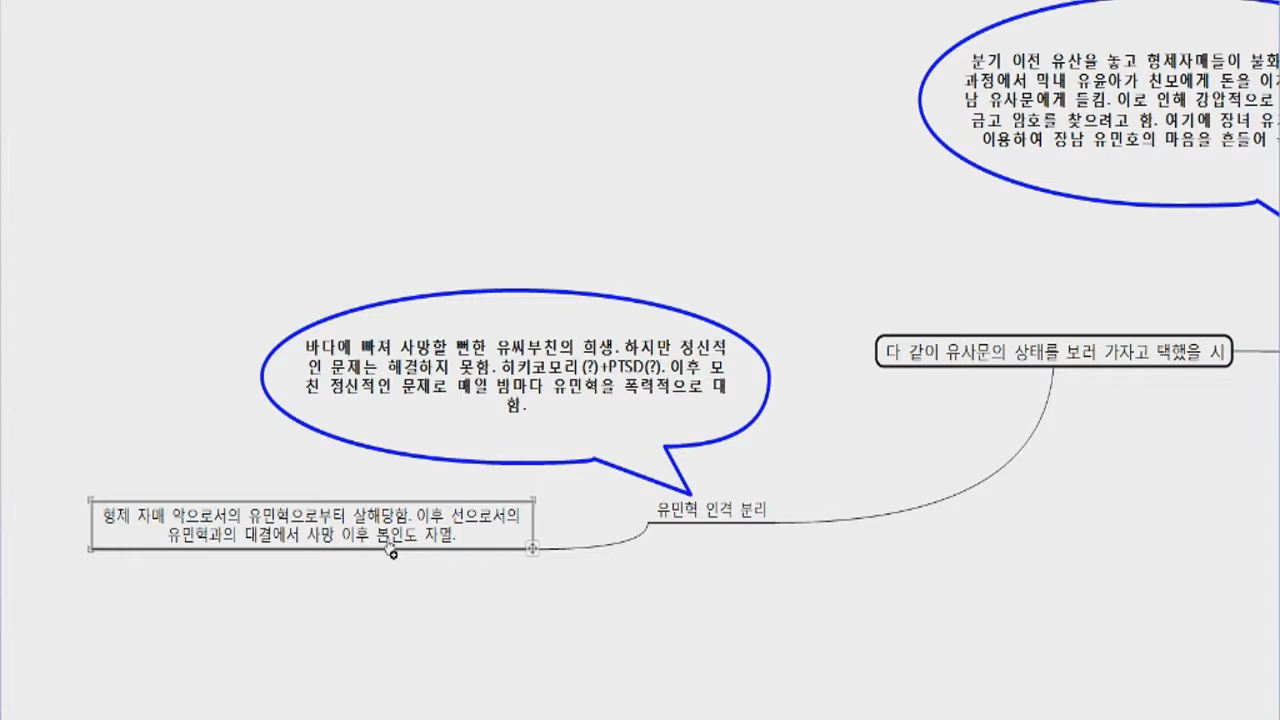 분기 이전 유산을 놓고 형제자매들이 불화
과정에서 막내 유윤아가 친모에게 돈을
남 유사문에게 들킴. 이로 인해 강압적으로
금고 암호를 찾으려고 함. 여기에 장녀
이용하여 장남 유민호의 마음을 흔들어
다 같이 유사문의 상태를 보러 가자고 택했을 시
바다에 빠져 사망할 뻔한 유씨부친의 희생. 하지만 정신적
인 문제는 해결하지 못함. 히키코모리(?)+PTSD(?). 이후 모
친 정신적인 문제로 매일 밤마다 유민혁을 폭력적으로 대
함.
유민혁 인격 분리
형제 자매 악으로서의 유민혁으로부터 살해당함. 이후 선으로서의
유민혁과의 대결에서 사망 이후 본인도 자멸.